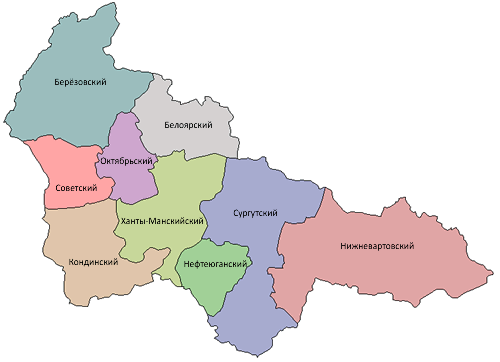 Берёзовский
Белоярский
Октябрьский
Советский
Ханты-Мансийский
Сургутский
Нижневартовский
Кондинский
Нефтеюганский